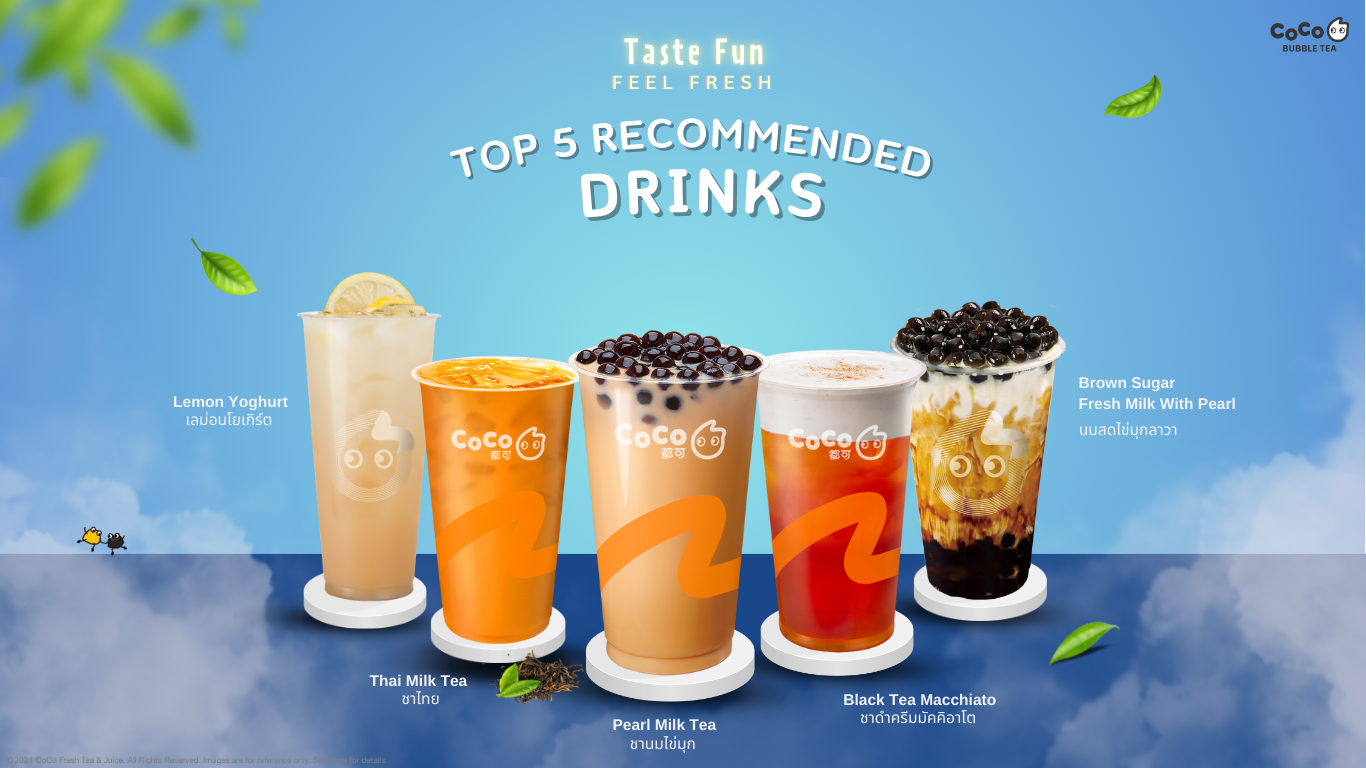 Taste Fun
FEEL FRESH
CoCo
BUBBLE TEA
TOP 5 RECOMMENDED
DRINKS
Lemon Yoghurt
เลม่อนโยเกิร์ต
CoCo
都可
CoCo
都可
CoCo
都可
Brown Sugar
Fresh Milk With Pearl
นมสดไข่มุกลาวา
Thai Milk Tea
ชาไทย
Pearl Milk Tea
ชานมไข่มุก
Black Tea Macchiato
ชาดำครีมมัคคิอาโต
© 2024 ©CoCo Fresh Tea & Juice. All Rights Reserved. Images are for reference only. See store for details.